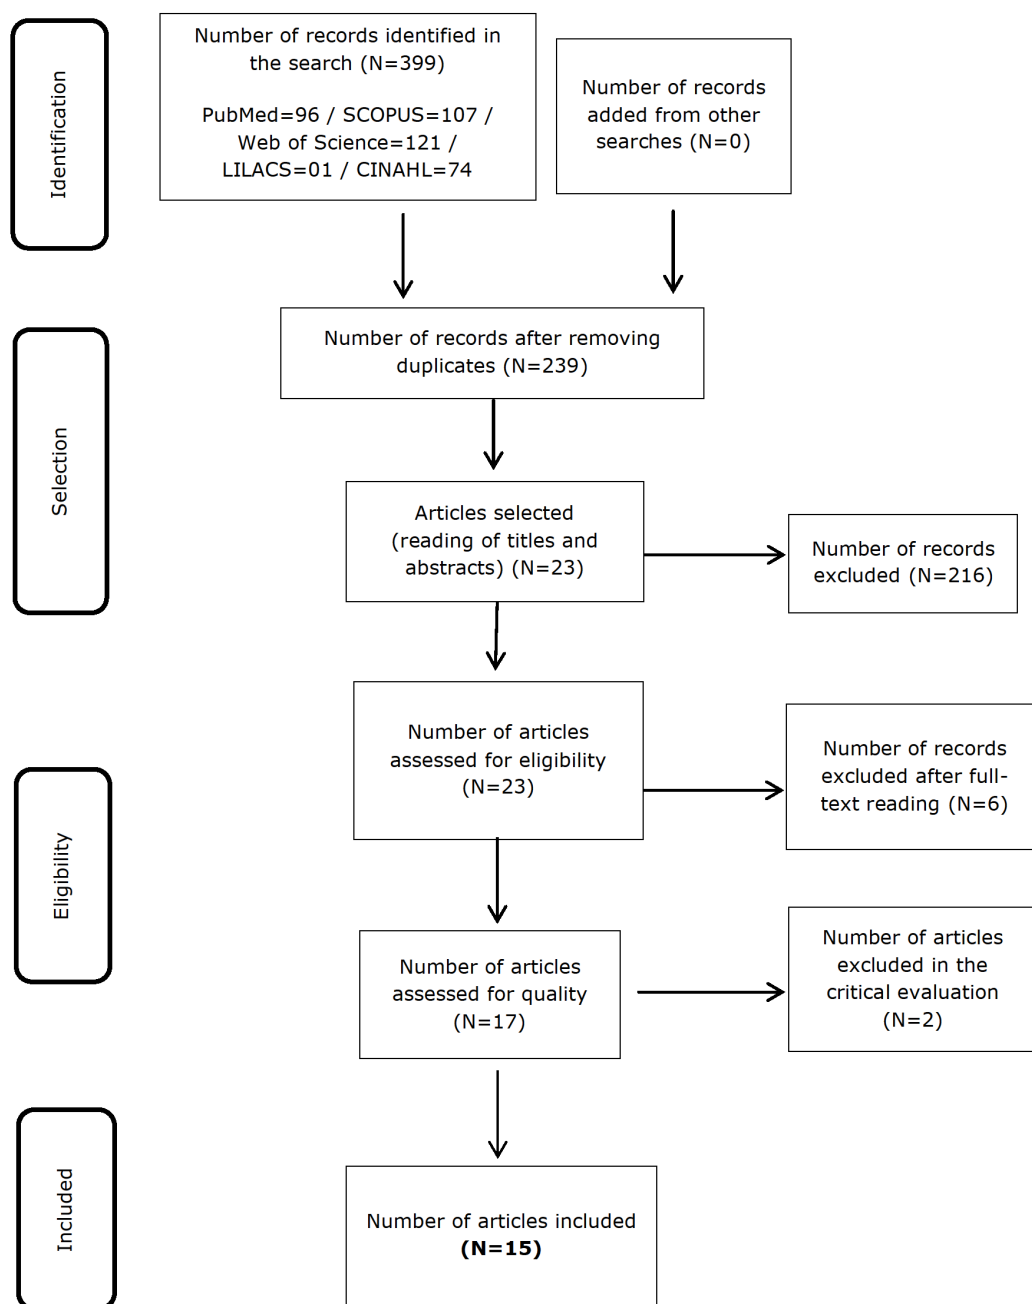 Identification
Number of records identified in
the search (N=399)
PubMed=96 / SCOPUS=107 /
Web of Science=121 /
LILACS=01 / CINAHL=74
Number of records
added from other
searches (N=0)
Selection
Number of records after removing
duplicates (N=239)
Articles selected
(reading of titles and
abstracts) (N=23)
Number of records
excluded (N=216)
Eligibility
Number of articles
assessed for eligibility
(N=23)
Number of records
excluded after full-
text reading (N=6)
Number of articles
assessed for quality
(N=17)
Number of articles
excluded in the
critical evaluation
(N=2)
Included
Number of articles included
(N=15)